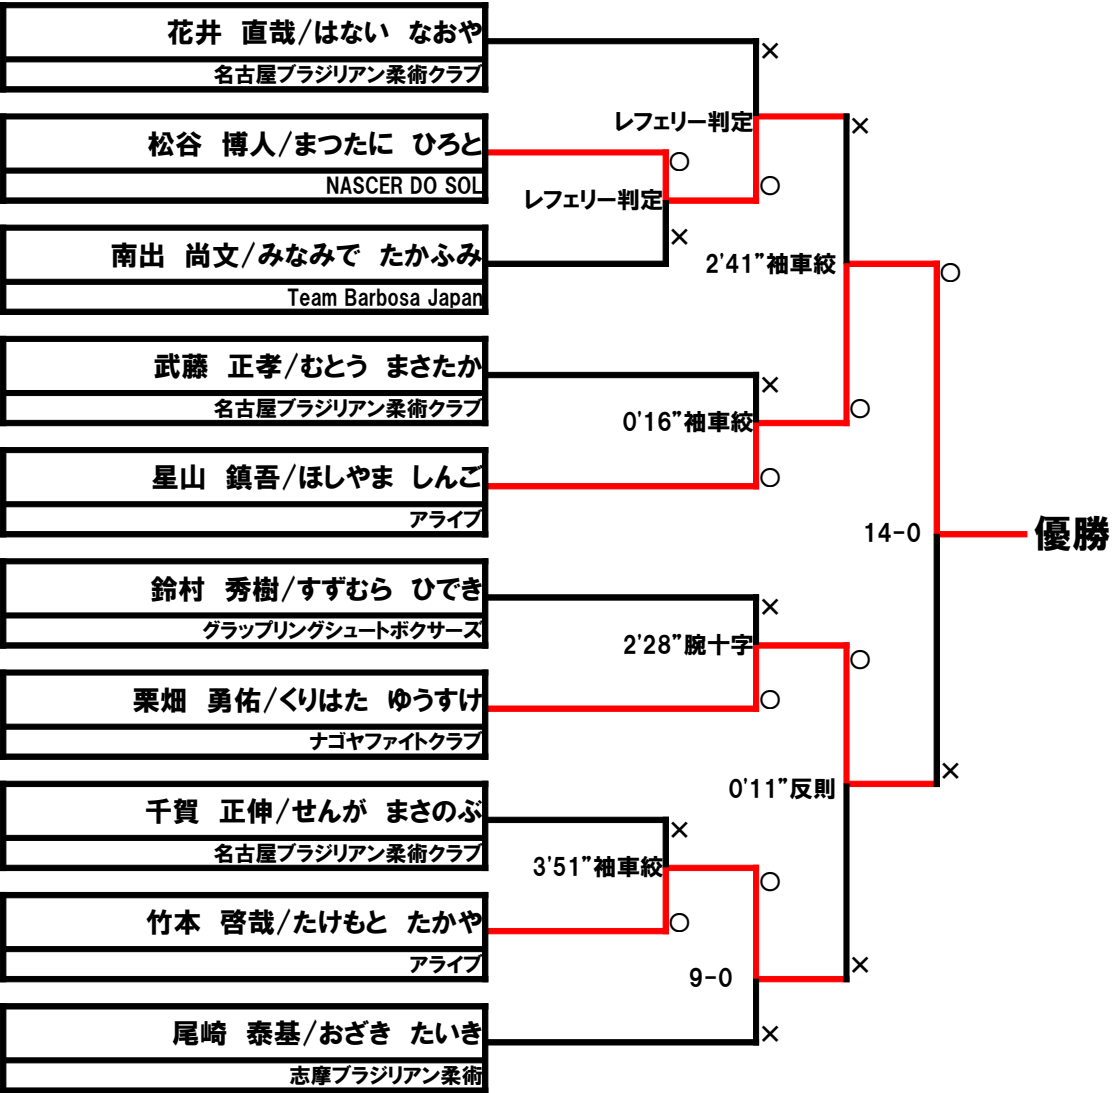 花井 直哉/はない なおや
名古屋ブラジリアン柔術クラブ
×
レフェリー判定
×
松谷 博人/まつたに ひろと
NASCER DO SOL
○
○
レフェリー判定
南出 尚文/みなみで たかふみ
Team Barbosa Japan
×
2'41”袖車絞
○
武藤 正孝/むとう まさたか
名古屋ブラジリアン柔術クラブ
×
0'16”袖車絞
○
星山 鎮吾/ほしやま しんご
アライブ
○
14-0
優勝
鈴村 秀樹/すずむら ひでき
グラップリングシュートボクサーズ
×
2'28”腕十字
○
栗畑 勇佑/くりはた ゆうすけ
ナゴヤファイトクラブ
○
0'11”反則
×
千賀 正伸/せんが まさのぶ
名古屋ブラジリアン柔術クラブ
×
3'51”袖車絞
○
竹本 啓哉/たけもと たかや
アライブ
○
9-0
×
尾崎 泰基/おざき たいき
志摩ブラジリアン柔術
×